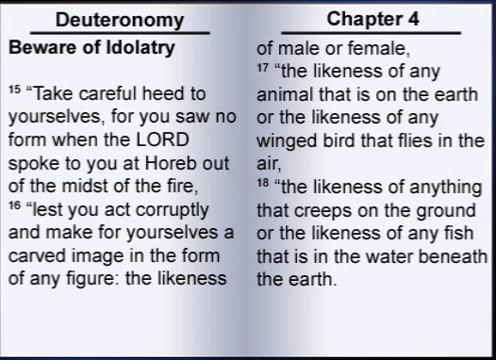 Deuteronomy
Beware of Idolatry
15 “Take careful heed to
yourselves, for you saw no
form when the LORD
spoke to you at Horeb out
of the midst of the fire,
16 “lest you act corruptly
and make for yourselves a
carved image in the form
of any figure: the likeness
Chapter 4
of male or female,
17 “the likeness of any
animal that is on the earth
or the likeness of any
winged bird that flies in the
air,
18 “the likeness of anything
that creeps on the ground
or the likeness of any fish
that is in the water beneath
the earth.